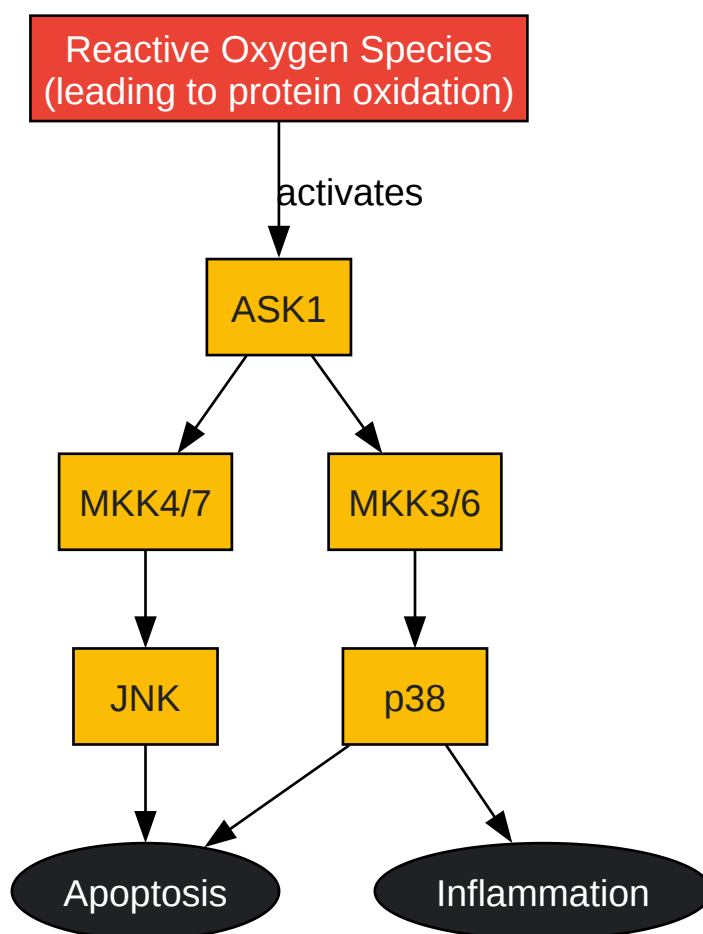 Reactive Oxygen Species
(leading to protein oxidation)
activates
ASK1
MKK4/7
MKK3/6
JNK
p38
Apoptosis
Inflammation